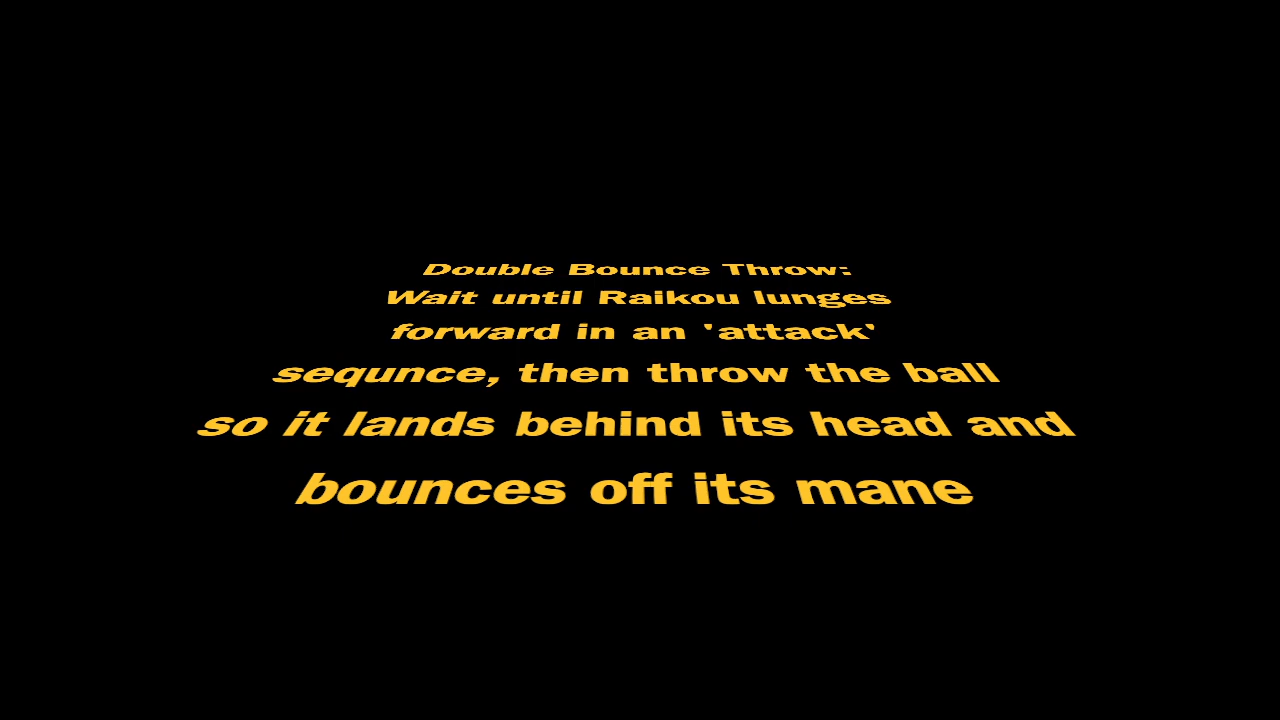 Double Bounce Throw:
Wait until Raikou lunges
forward in an 'attack'
sequnce, then throw the ball
so it lands behind its head and
bounces off its mane